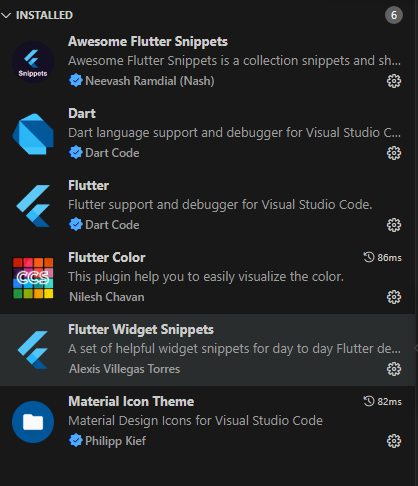 INSTALLED 6
Awesome Flutter Snippets
Awesome Flutter Snippets is a collection snippets and sh...
Snippets
Neevash Ramdial (Nash)
Dart
Dart language support and debugger for Visual Studio C...
Dart Code
Flutter
Flutter support and debugger for Visual Studio Code.
Dart Code
Flutter Color 86ms
This plugin help you to easily visualize the color.
CCS
Nilesh Chavan
Flutter Widget Snippets
A set of helpful widget snippets for day to day Flutter de...
Alexis Villegas Torres
Material Icon Theme 82ms
Material Design Icons for Visual Studio Code
Philipp Kief